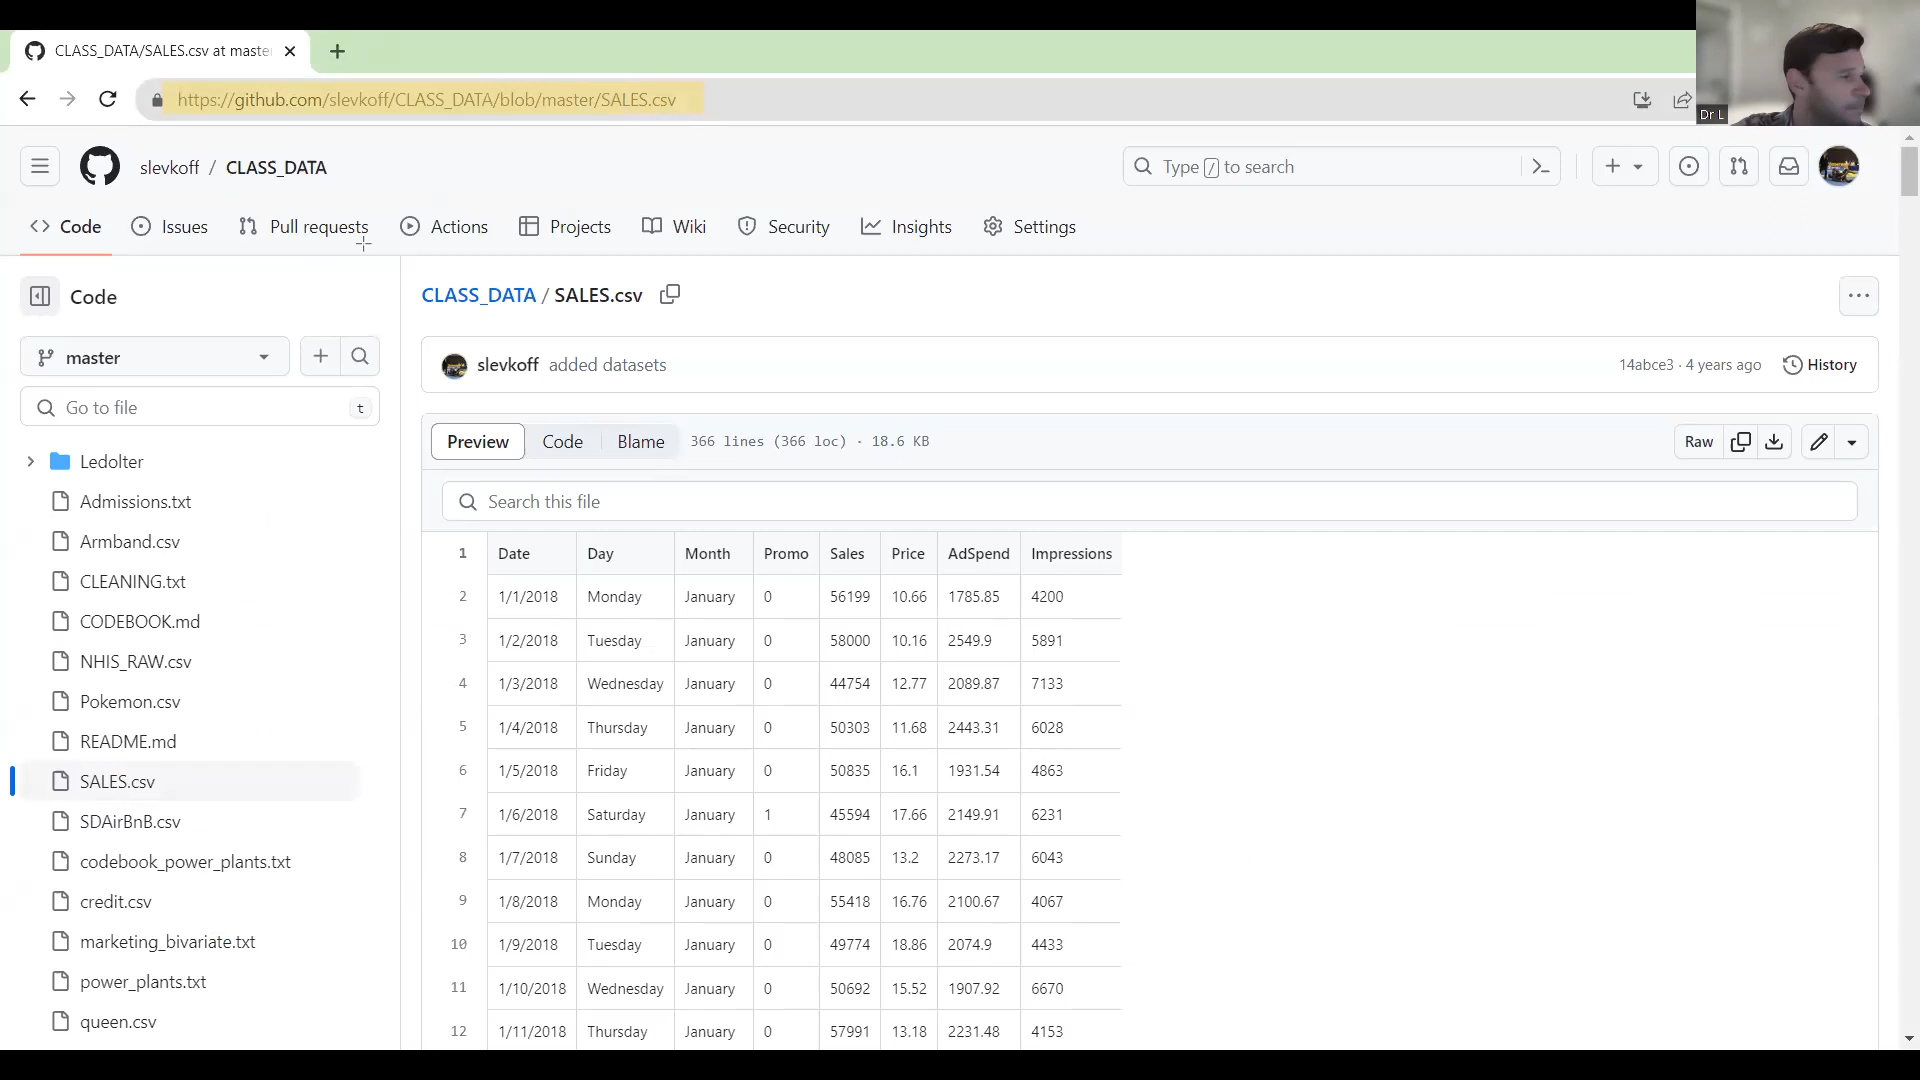 CLASS_DATA/SALES.csv at maste
https://github.com/slevkoff/CLASS_DATA/blob/master/SALES.csv
Dr L
slevkoff / CLASS_DATA
Type / to search
Code Issues Pull requests Actions Projects Wiki Security Insights Settings
Code
master
Go to file t
Ledolter
Admissions.txt
Armband.csv
CLEANING.txt
CODEBOOK.md
NHIS_RAW.csv
Pokemon.csv
README.md
SALES.csv
SDAirBnB.csv
codebook_power_plants.txt
credit.csv
marketing_bivariate.txt
power_plants.txt
queen.csv
CLASS_DATA / SALES.csv
slevkoff added datasets 14abce3 · 4 years ago History
Preview Code Blame 366 lines (366 loc) · 18.6 KB Raw
Search this file
1 Date Day Month Promo Sales Price AdSpend Impressions
2 1/1/2018 Monday January 0 56199 10.66 1785.85 4200
3 1/2/2018 Tuesday January 0 58000 10.16 2549.9 5891
4 1/3/2018 Wednesday January 0 44754 12.77 2089.87 7133
5 1/4/2018 Thursday January 0 50303 11.68 2443.31 6028
6 1/5/2018 Friday January 0 50835 16.1 1931.54 4863
7 1/6/2018 Saturday January 1 45594 17.66 2149.91 6231
8 1/7/2018 Sunday January 0 48085 13.2 2273.17 6043
9 1/8/2018 Monday January 0 55418 16.76 2100.67 4067
10 1/9/2018 Tuesday January 0 49774 18.86 2074.9 4433
11 1/10/2018 Wednesday January 0 50692 15.52 1907.92 6670
12 1/11/2018 Thursday January 0 57991 13.18 2231.48 4153